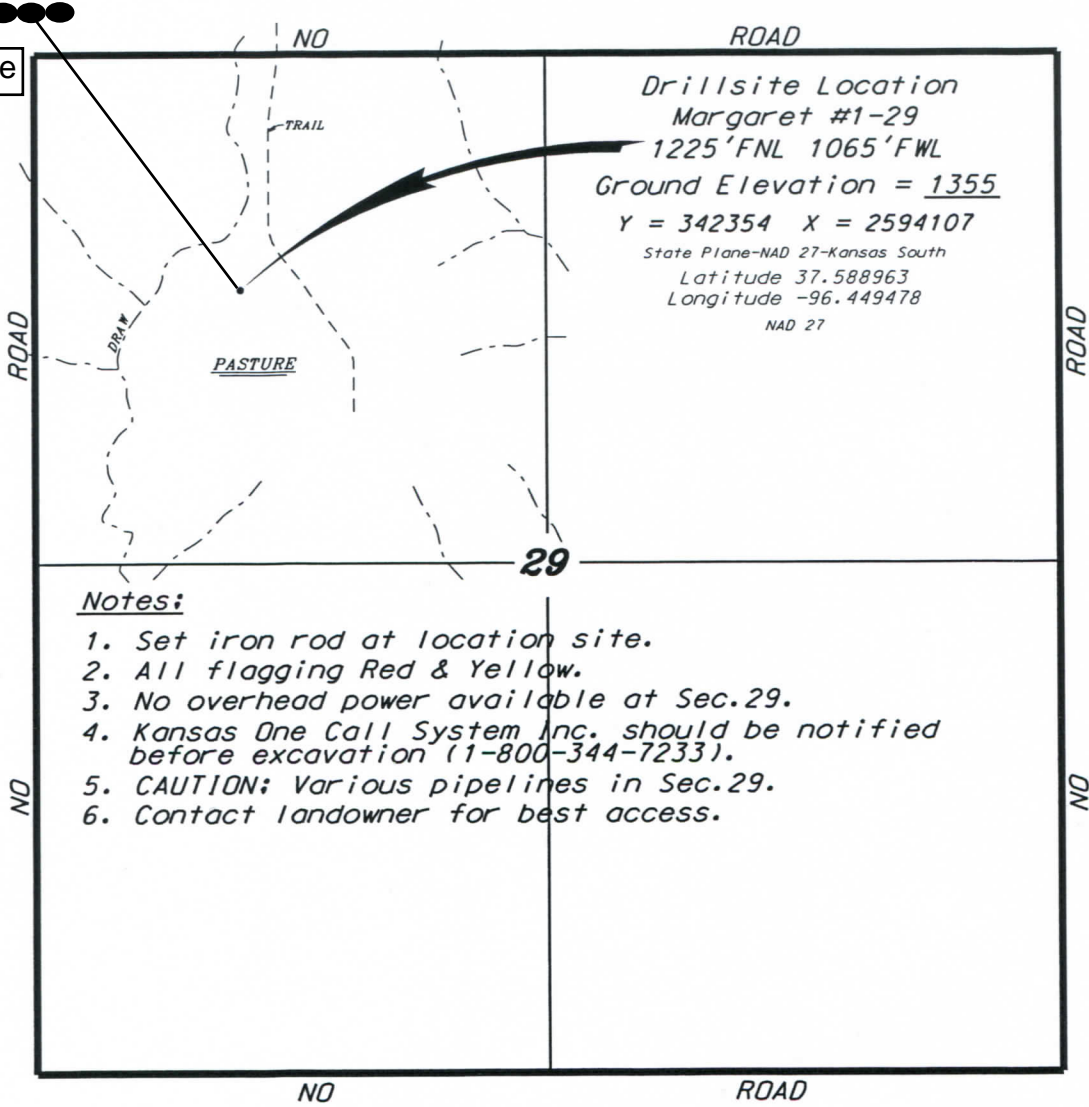 e
NO ROAD
Drillsite Location
Margaret #1-29
1225'FNL 1065'FWL
Ground Elevation = 1355
Y = 342354 X = 2594107
State Plane-NAD 27-Kansas South
Latitude 37.588963
Longitude -96.449478
NAD 27
TRAIL
DRAW
PASTURE
NO ROAD
NO ROAD
29
Notes:
1. Set iron rod at location site.
2. All flagging Red & Yellow.
3. No overhead power available at Sec.29.
4. Kansas One Call System Inc. should be notified
before excavation (1-800-344-7233).
5. CAUTION: Various pipelines in Sec.29.
6. Contact landowner for best access.
NO ROAD